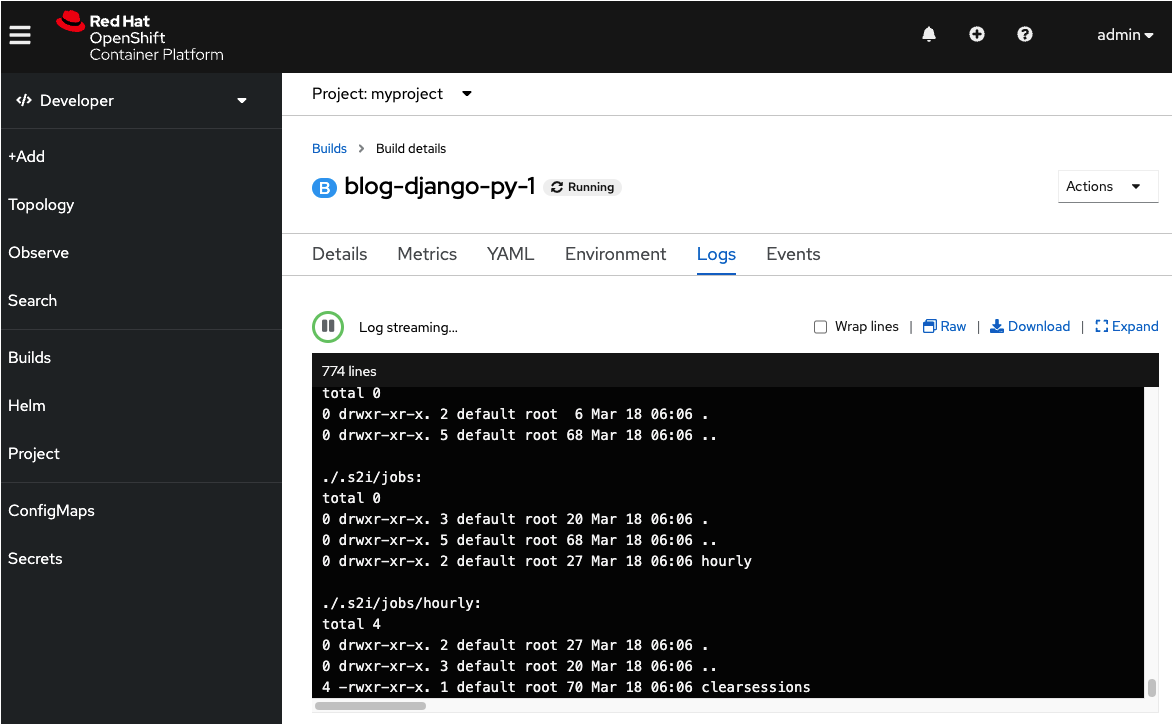 Red Hat
OpenShift
Container Platform
admin
Developer
+Add
Topology
Observe
Search
Builds
Helm
Project
ConfigMaps
Secrets
Project: myproject
Builds > Build details
B blog-django-py-1 Running
Actions
Details Metrics YAML Environment Logs Events
Log streaming...
Wrap lines | Raw | Download | Expand
774 lines
total 0
0 drwxr-xr-x. 2 default root  6 Mar 18 06:06 .
0 drwxr-xr-x. 5 default root 68 Mar 18 06:06 ..
./.s2i/jobs:
total 0
0 drwxr-xr-x. 3 default root 20 Mar 18 06:06 .
0 drwxr-xr-x. 5 default root 68 Mar 18 06:06 ..
0 drwxr-xr-x. 2 default root 27 Mar 18 06:06 hourly
./.s2i/jobs/hourly:
total 4
0 drwxr-xr-x. 2 default root 27 Mar 18 06:06 .
0 drwxr-xr-x. 3 default root 20 Mar 18 06:06 ..
4 -rwxr-xr-x. 1 default root 70 Mar 18 06:06 clearsessions